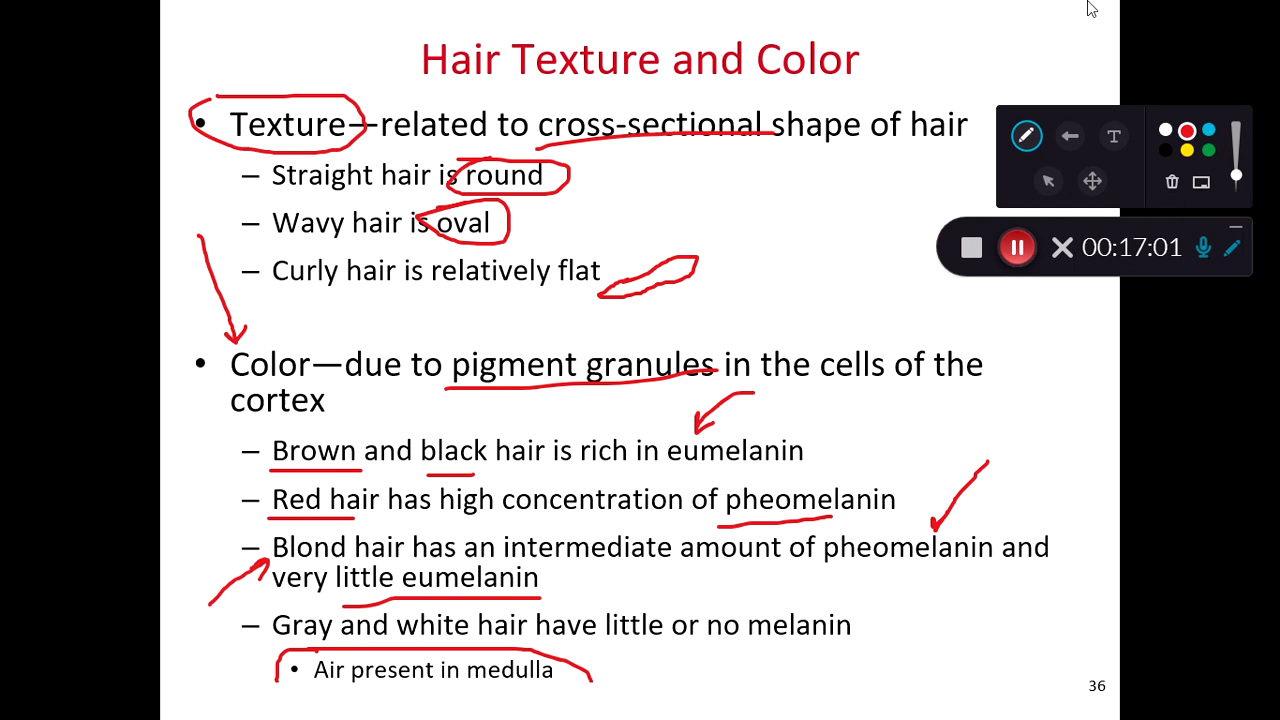 Hair Texture and Color
• Texture—related to cross-sectional shape of hair
– Straight hair is round
– Wavy hair is oval
– Curly hair is relatively flat
• Color—due to pigment granules in the cells of the
cortex
– Brown and black hair is rich in eumelanin
– Red hair has high concentration of pheomelanin
– Blond hair has an intermediate amount of pheomelanin and
very little eumelanin
– Gray and white hair have little or no melanin
• Air present in medulla
36
T
00:17:01